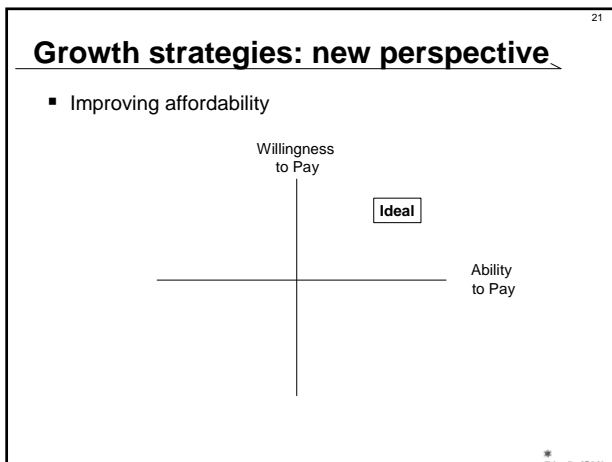 21
Growth strategies: new perspective
▪ Improving affordability
Willingness
to Pay
Ideal
Ability
to Pay